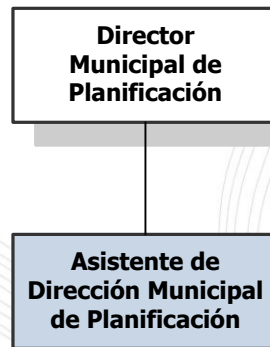 Director
Municipal de
Planificación
Asistente de
Dirección Municipal
de Planificación